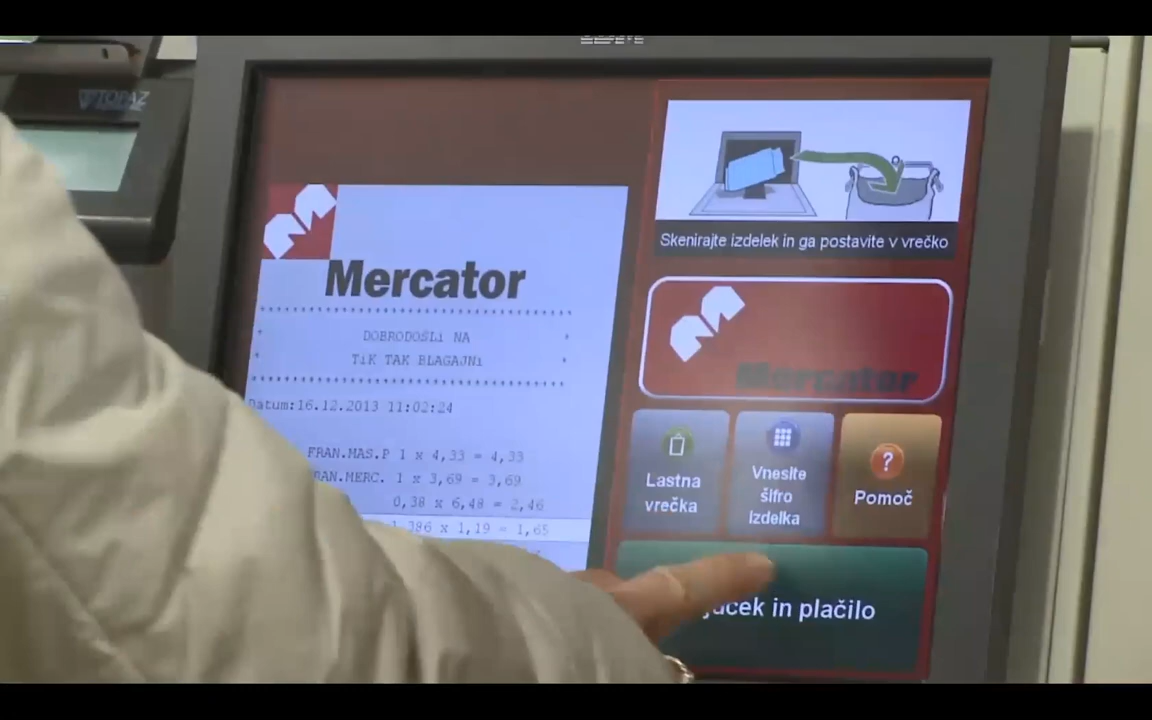 TOPAZ
Mercator
DOBRODOŠLi NA
TiK TAK BLAGAJNi
Datum:16.12.2013 11:02:24
FRAN.MAS.P 1 x 4,33 = 4,33
FRAN.MERC. 1 x 3,69 = 3,69
0,38 x 6,48 = 2,46
1,386 x 1,19 = 1,65
Skenirajte izdelek in ga postavite v vrečko
Mercator
Lastna
vrečka
Vnesite
šifro
izdelka
Pomoč
in plačilo